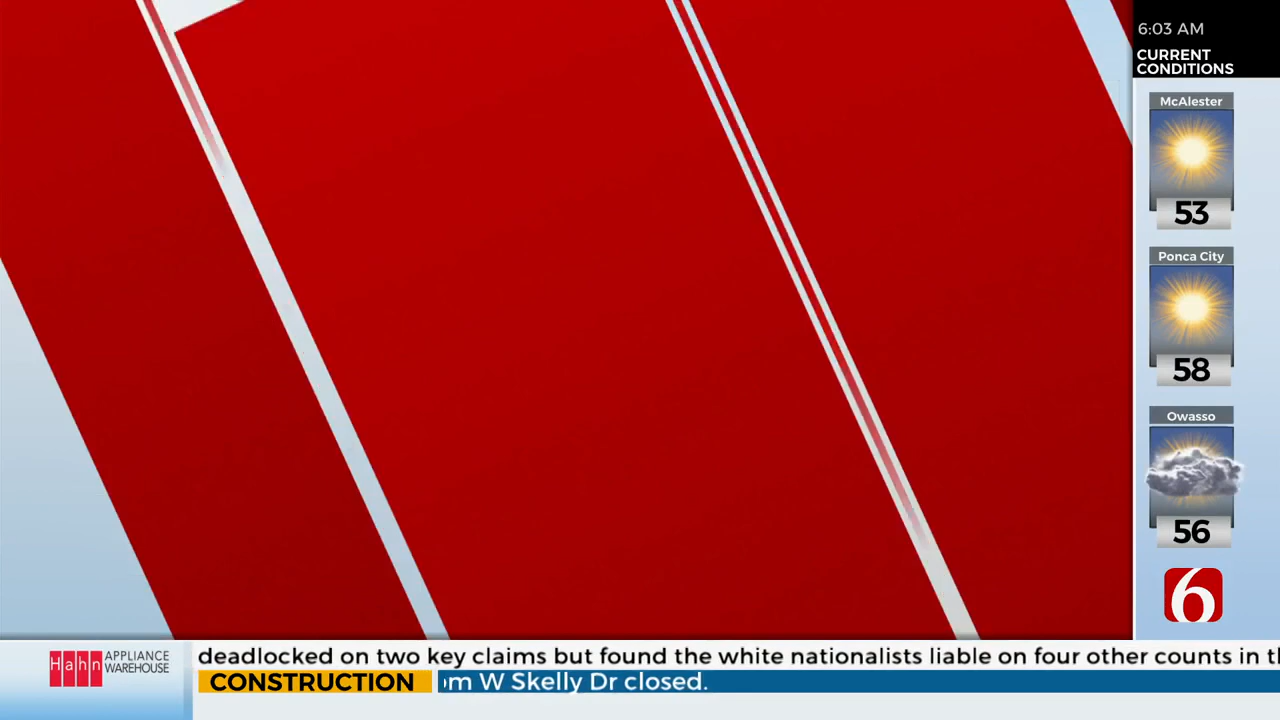 6:03 AM
CURRENT
CONDITIONS
McAlester
53
Ponca City
58
Owasso
56
6
Hahn APPLIANCE
WAREHOUSE
deadlocked on two key claims but found the white nationalists liable on four other counts in
CONSTRUCTION
W Skelly Dr closed.